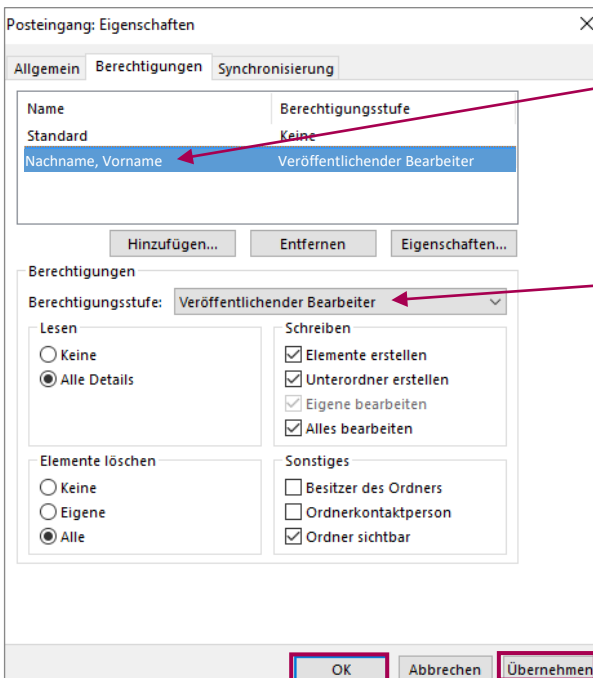 Posteingang: Eigenschaften
Allgemein Berechtigungen Synchronisierung
Name Berechtigungsstufe
Standard Keine
Nachname, Vorname Veröffentlichender Bearbeiter
Hinzufügen... Entfernen Eigenschaften...
Berechtigungen
Berechtigungsstufe: Veröffentlichender Bearbeiter
Lesen Schreiben
Keine Elemente erstellen
Alle Details Unterordner erstellen
Eigene bearbeiten
Alles bearbeiten
Elemente löschen Sonstiges
Keine Besitzer des Ordners
Eigene Ordnerkontaktperson
Alle Ordner sichtbar
OK Abbrechen Übernehmen